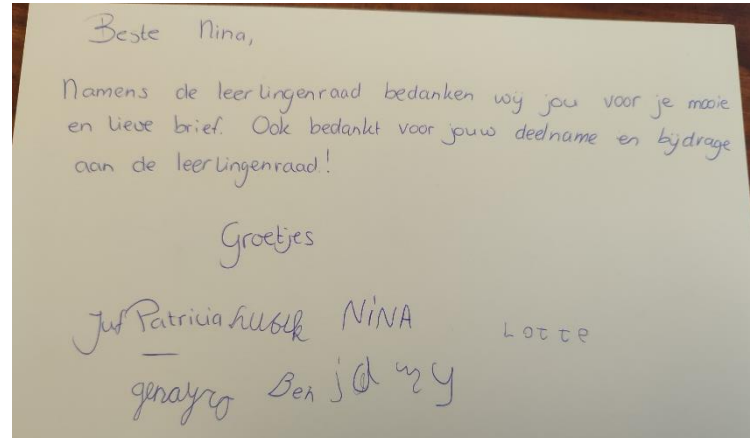 Beste Nina,
Namens de leerlingenraad bedanken wij jou voor je mooie
en lieve brief. Ook bedankt voor jouw deelname en bijdrage
aan de leerlingenraad!
Groetjes
Juf Patricia NiNA Lotte
genayro Ben